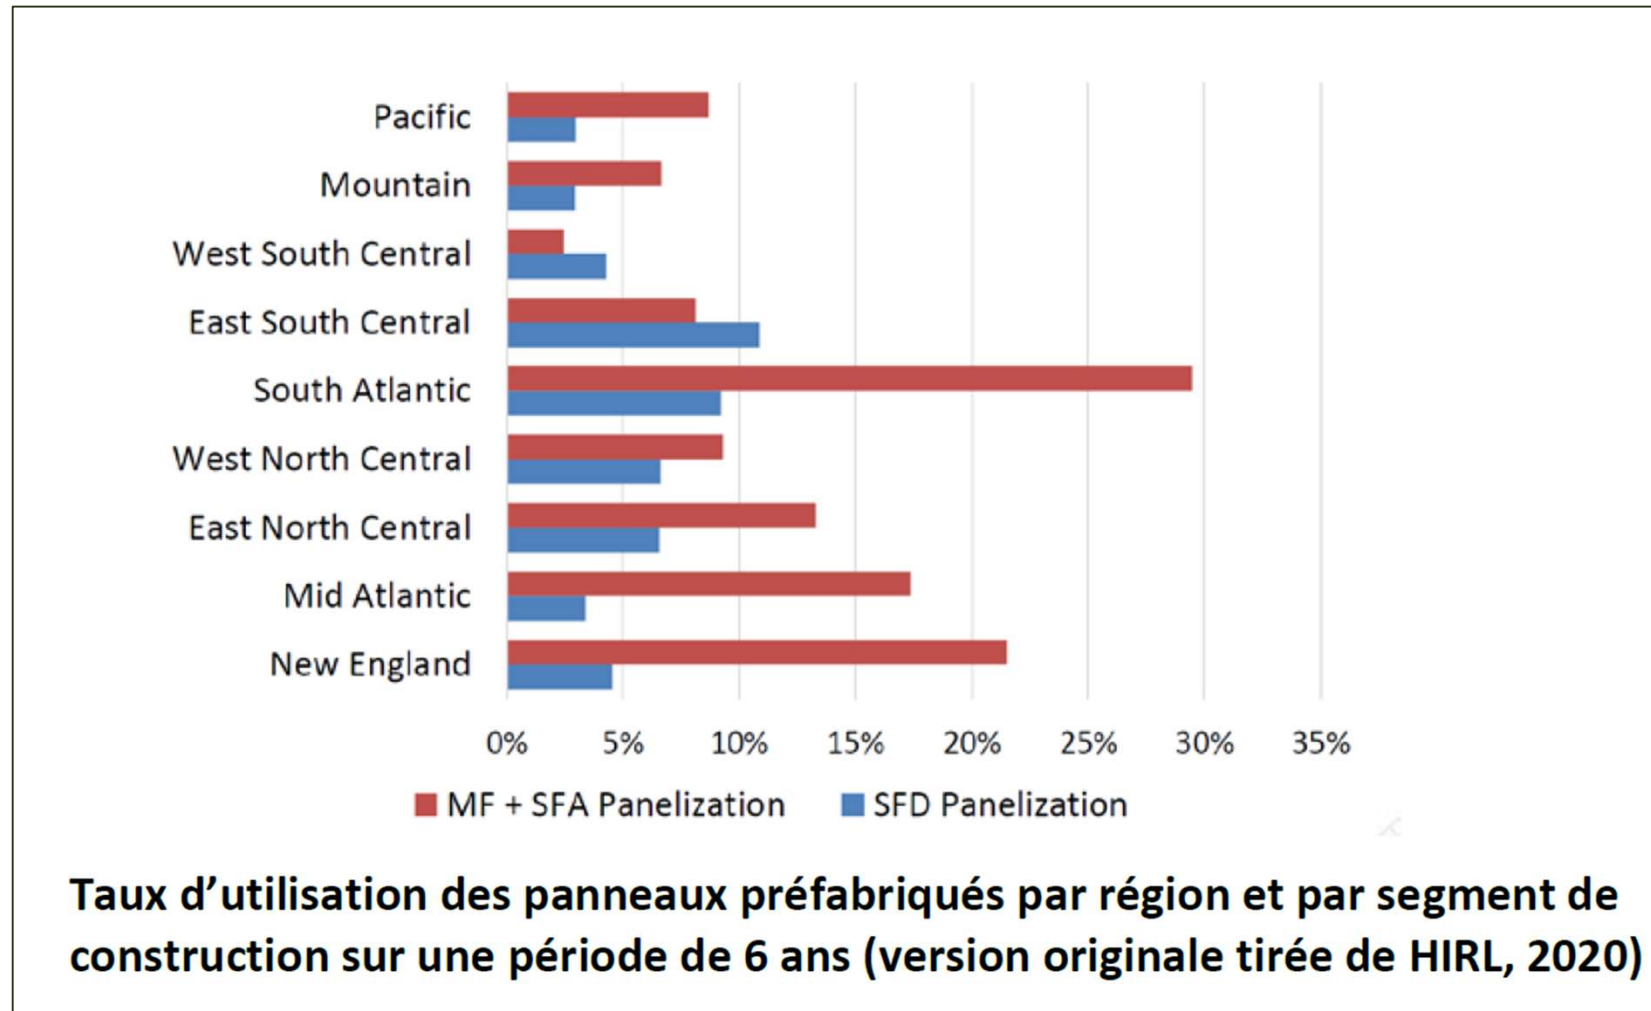 Pacific
Mountain
West South Central
East South Central
South Atlantic
West North Central
East North Central
Mid Atlantic
New England
0% 5% 10% 15% 20% 25% 30% 35%
MF + SFA Panelization SFD Panelization
Taux d’utilisation des panneaux préfabriqués par région et par segment de
construction sur une période de 6 ans (version originale tirée de HIRL, 2020)